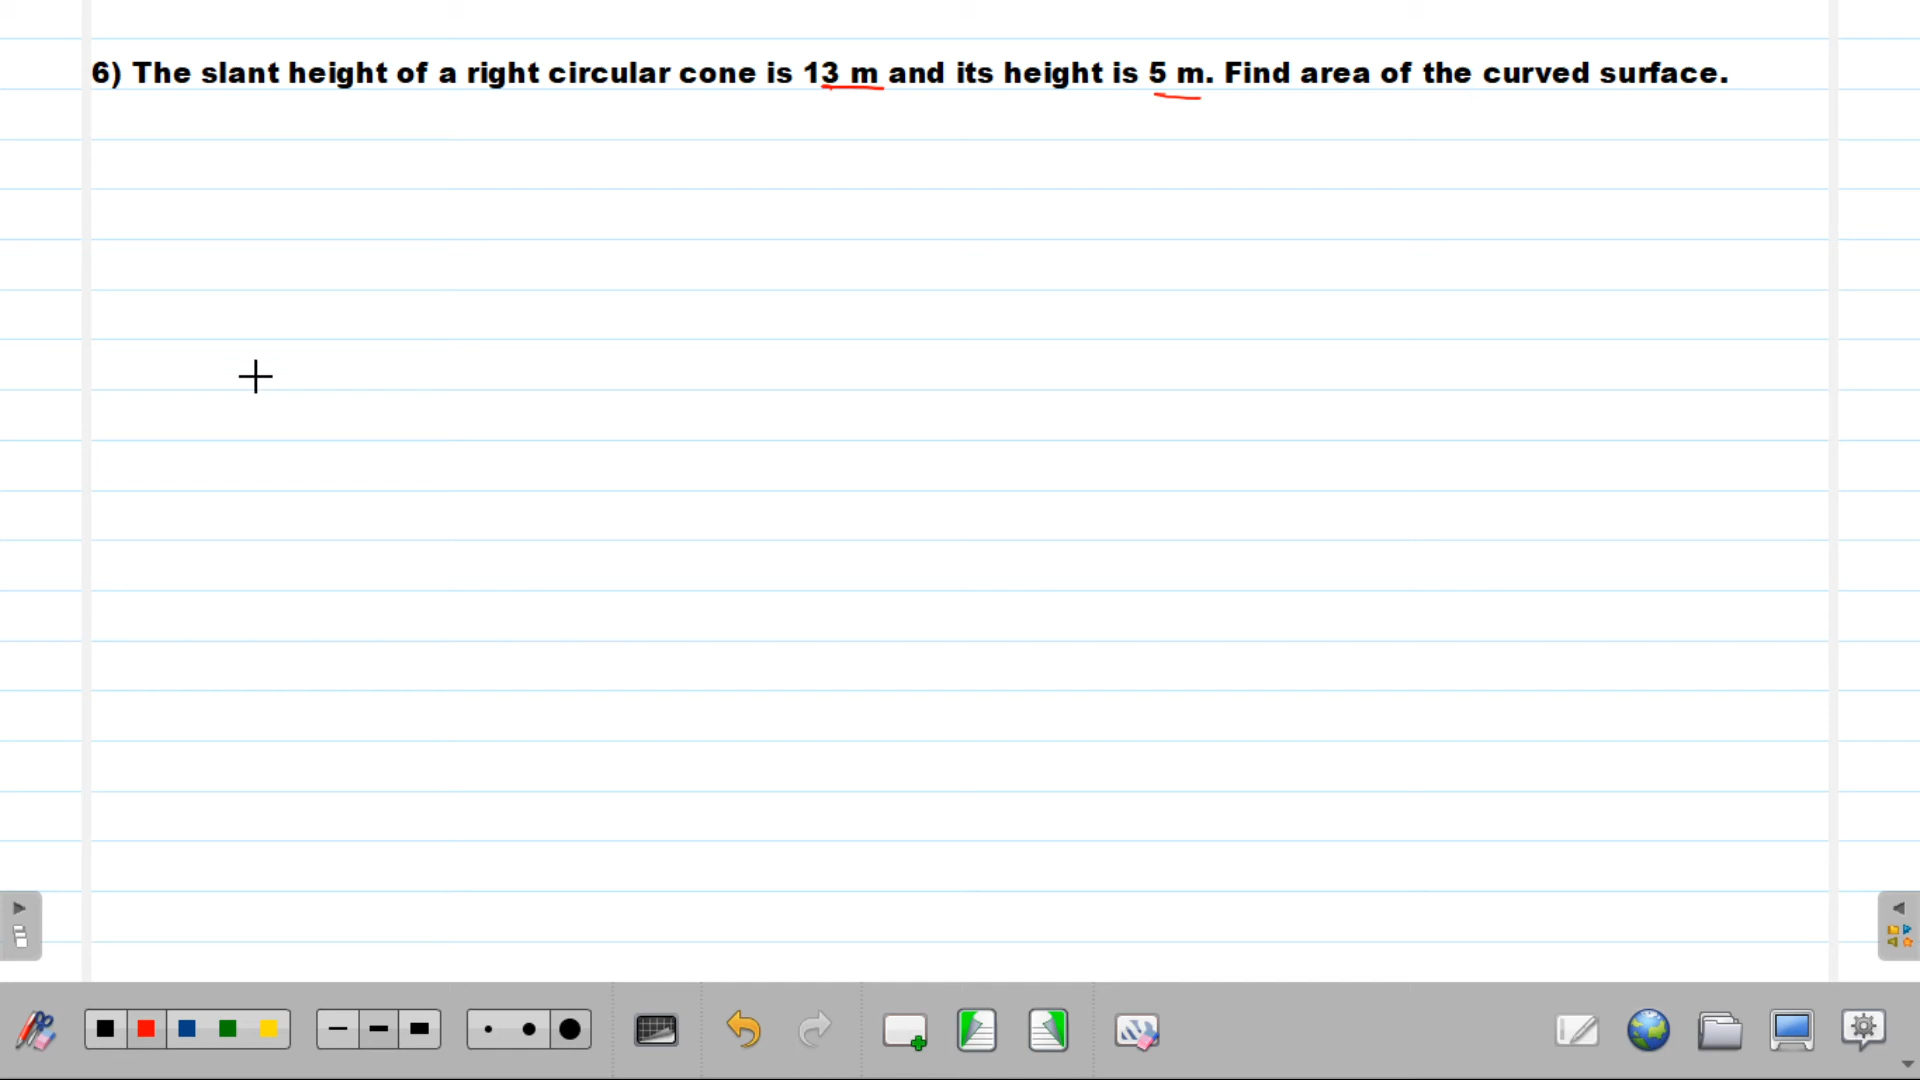 6) The slant height of a right circular cone is 13 m and its height is 5 m. Find area of the curved surface.